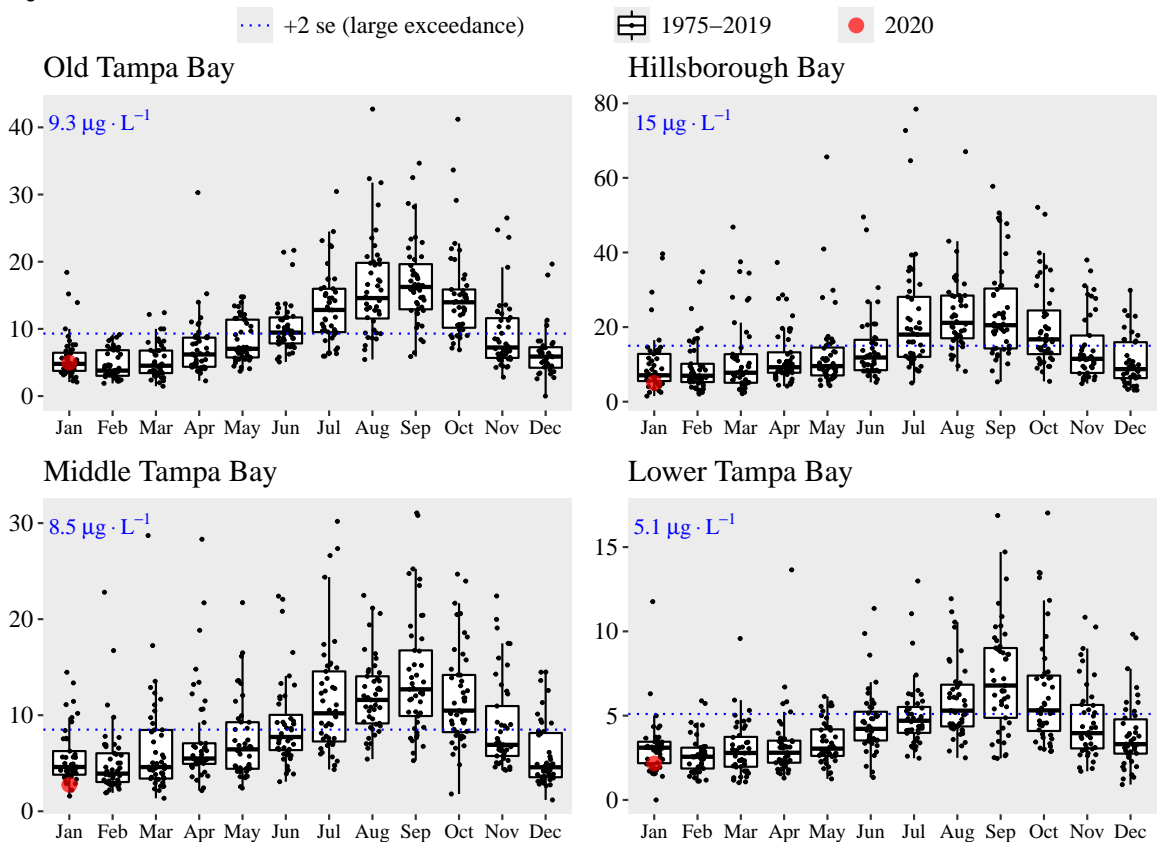 +2 se (large exceedance) 1975−2019 2020
Old Tampa Bay
9.3 μg · L−1
40
30
20
10
0
Jan Feb Mar Apr May Jun Jul Aug Sep Oct Nov Dec
Hillsborough Bay
15 μg · L−1
80
60
40
20
0
Jan Feb Mar Apr May Jun Jul Aug Sep Oct Nov Dec
Middle Tampa Bay
8.5 μg · L−1
30
20
10
0
Jan Feb Mar Apr May Jun Jul Aug Sep Oct Nov Dec
Lower Tampa Bay
5.1 μg · L−1
15
10
5
0
Jan Feb Mar Apr May Jun Jul Aug Sep Oct Nov Dec